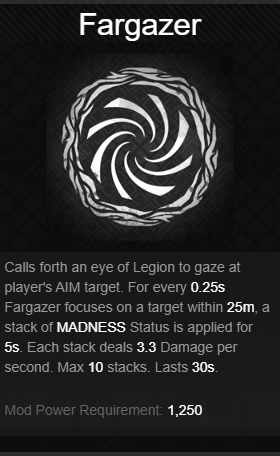 Fargazer
Calls forth an eye of Legion to gaze at
player's AIM target. For every 0.25s
Fargazer focuses on a target within 25m, a
stack of MADNESS Status is applied for
5s. Each stack deals 3.3 Damage per
second. Max 10 stacks. Lasts 30s.
Mod Power Requirement: 1,250